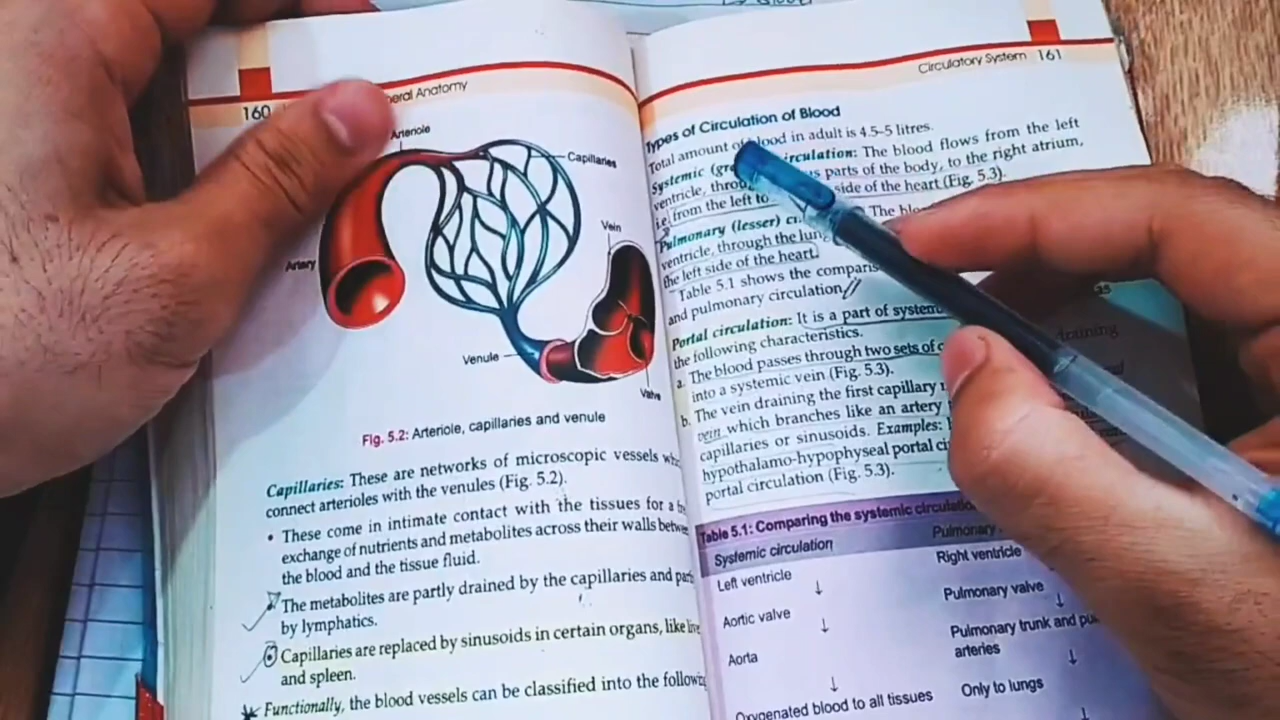 160
eral Anatomy
Arteriole
Capillaries
Vein
Artery
Venule
Valve
Fig. 5.2: Arteriole, capillaries and venule
Capillaries: These are networks of microscopic vessels
connect arterioles with the venules (Fig. 5.2).
• These come in intimate contact with the tissues for a
exchange of nutrients and metabolites across their walls
the blood and the tissue fluid.
The metabolites are partly drained by the capillaries and
by lymphatics.
Capillaries are replaced by sinusoids in certain organs, like
and spleen.
Functionally, the blood vessels can be classified into the
Circulatory System 161
Types of Circulation of Blood
Total amount of blood in adult is 4.5–5 litres.
Systemic irculation: The blood flows from the left
ventricle, parts of the body, to the right atrium,
i.e. from the left to side of the heart (Fig. 5.3).
Pulmonary (lesser) The
ventricle, through the
the left side of the heart.
Table 5.1 shows the
and pulmonary circulation
Portal circulation: It is a part of
the following characteristics.
a. The blood passes through two sets of
into a systemic vein (Fig. 5.3).
b. The vein draining the first capillary
vein which branches like an artery
capillaries or sinusoids. Examples:
hypothalamo-hypophyseal portal
portal circulation (Fig. 5.3).
draining
Table 5.1: Comparing the systemic
Systemic circulation Pulmonary
Left ventricle Right ventricle
↓
Aortic valve Pulmonary valve
↓ ↓
Aorta Pulmonary trunk and
arteries
↓ ↓
Oxygenated blood to all tissues Only to lungs
↓